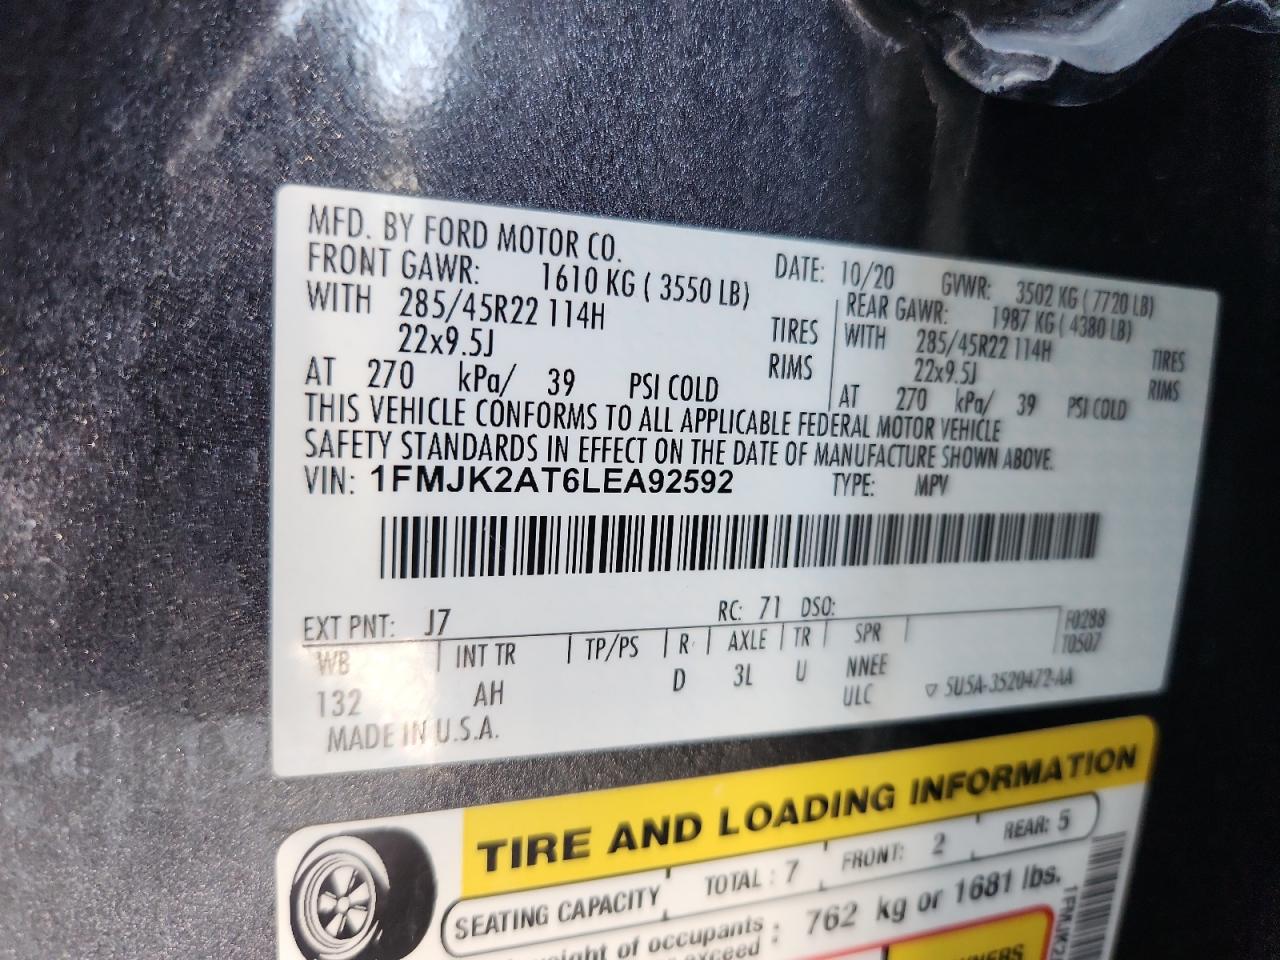 MFD. BY FORD MOTOR CO.
DATE: 10/20 GVWR: 3502 KG ( 7720 LB)
FRONT GAWR: 1610 KG ( 3550 LB)
REAR GAWR: 1987 KG ( 4380 LB)
WITH 285/45R22 114H TIRES
WITH 285/45R22 114H TIRES
22x9.5J RIMS
22x9.5J RIMS
AT 270 kPa/ 39 PSI COLD
AT 270 kPa/ 39 PSI COLD
THIS VEHICLE CONFORMS TO ALL APPLICABLE FEDERAL MOTOR VEHICLE
SAFETY STANDARDS IN EFFECT ON THE DATE OF MANUFACTURE SHOWN ABOVE.
VIN: 1FMJK2AT6LEA92592 TYPE: MPV
EXT PNT: J7 RC: 71 DSO:
F0288
T0507
WB INT TR TP/PS R AXLE TR SPR
132 AH D 3L U NNEE
ULC ▽ 5U5A-3520472-AA
MADE IN U.S.A.
TIRE AND LOADING INFORMATION
SEATING CAPACITY TOTAL : 7 FRONT: 2 REAR: 5
of occupants : 762 kg or 1681 lbs.